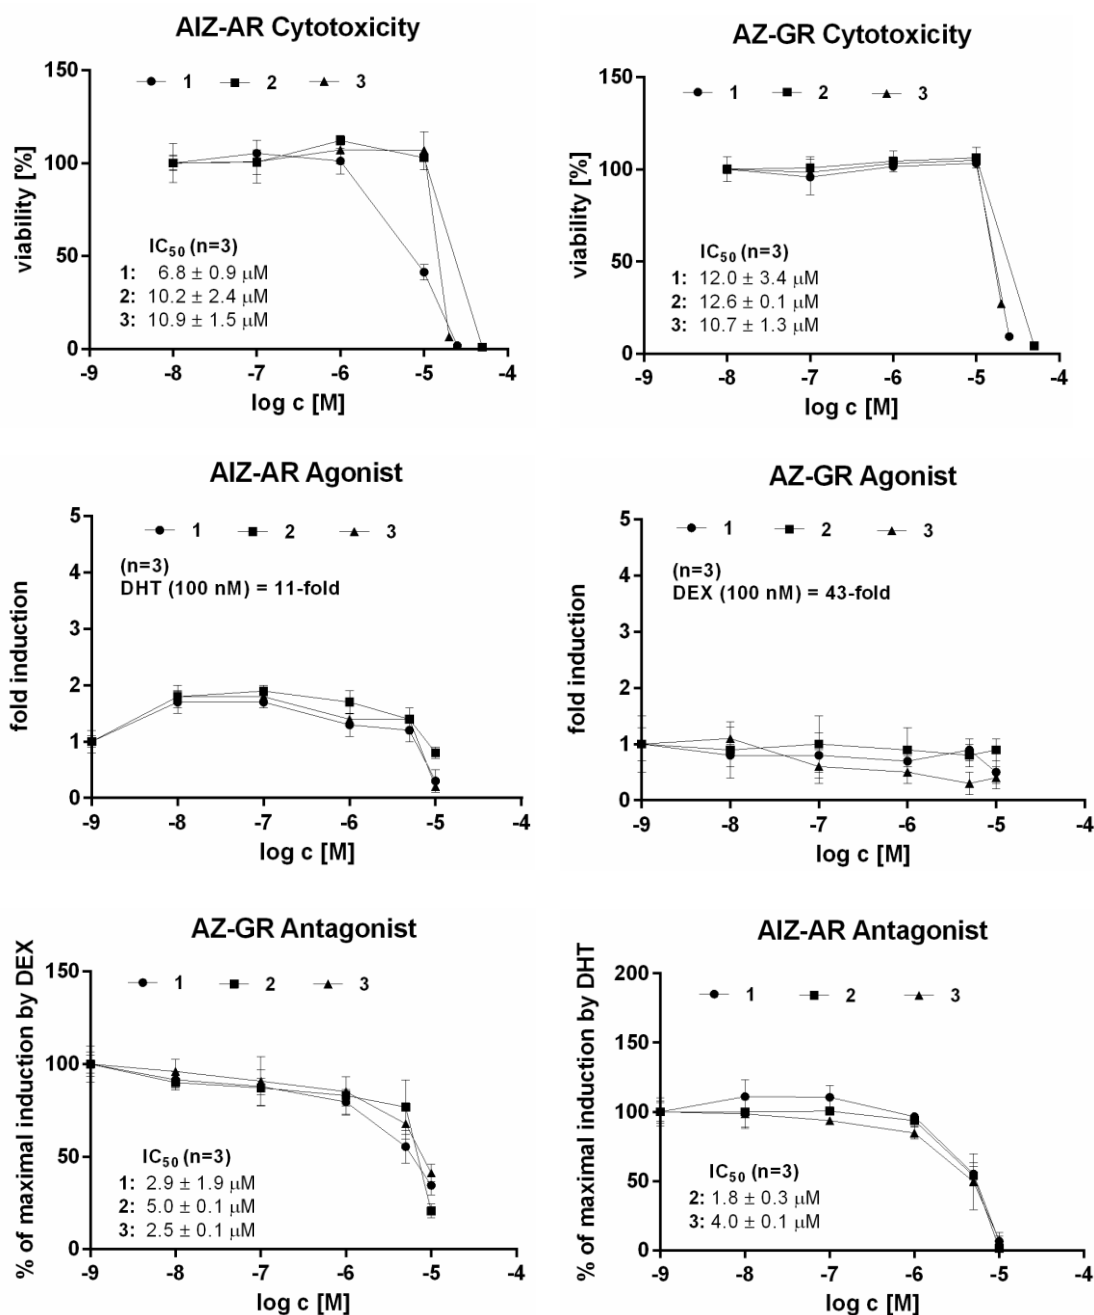 AIZ-AR Cytotoxicity
150
100
50
0
viability [%]
1 2 3
IC50 (n=3)
1: 6.8 ± 0.9 μM
2: 10.2 ± 2.4 μM
3: 10.9 ± 1.5 μM
-9 -8 -7 -6 -5 -4
log c [M]
AZ-GR Cytotoxicity
150
100
50
0
viability [%]
1 2 3
IC50 (n=3)
1: 12.0 ± 3.4 μM
2: 12.6 ± 0.1 μM
3: 10.7 ± 1.3 μM
-9 -8 -7 -6 -5 -4
log c [M]
AIZ-AR Agonist
5
4
3
2
1
0
fold induction
1 2 3
(n=3)
DHT (100 nM) = 11-fold
-9 -8 -7 -6 -5 -4
log c [M]
AZ-GR Agonist
5
4
3
2
1
0
fold induction
1 2 3
(n=3)
DEX (100 nM) = 43-fold
-9 -8 -7 -6 -5 -4
log c [M]
AZ-GR Antagonist
150
100
50
0
% of maximal induction by DEX
1 2 3
IC50 (n=3)
1: 2.9 ± 1.9 μM
2: 5.0 ± 0.1 μM
3: 2.5 ± 0.1 μM
-9 -8 -7 -6 -5 -4
log c [M]
AIZ-AR Antagonist
200
150
100
50
0
% of maximal induction by DHT
1 2 3
IC50 (n=3)
2: 1.8 ± 0.3 μM
3: 4.0 ± 0.1 μM
-9 -8 -7 -6 -5 -4
log c [M]